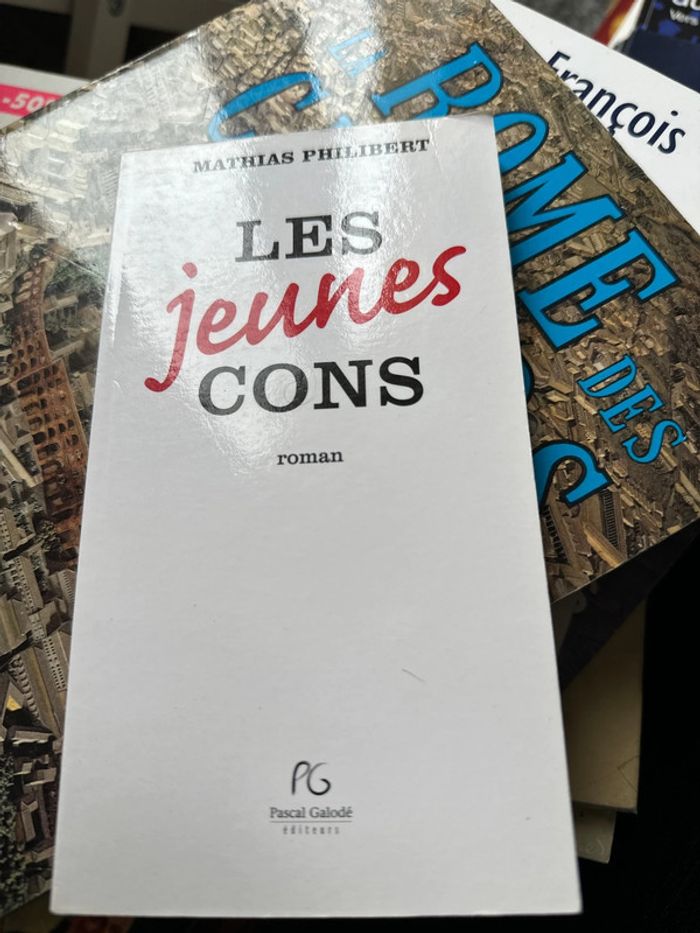 MATHIAS PHILIBERT
LES
jeunes
CONS
roman
PG
Pascal Galodé
éditeurs
ROME
DES
François